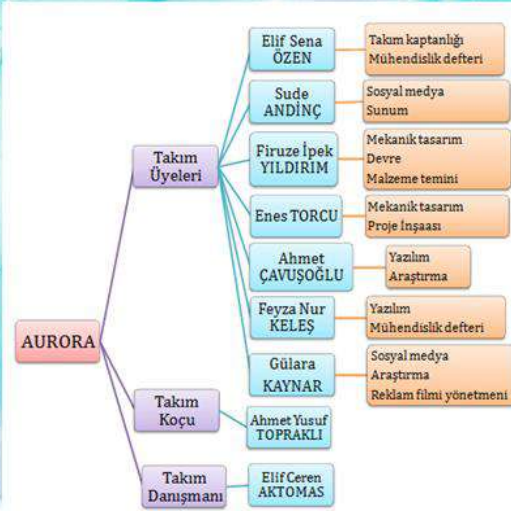 AURORA
Takım
Üyeleri
Elif Sena
ÖZEN
Takım kaptanlığı
Mühendislik defteri
Sude
ANDİNÇ
Sosyal medya
Sunum
Firuze İpek
YILDIRIM
Mekanik tasarım
Devre
Malzeme temini
Enes TORCU
Mekanik tasarım
Proje İnşaası
Ahmet
ÇAVUŞOĞLU
Yazılım
Araştırma
Feyza Nur
KELEŞ
Yazılım
Mühendislik defteri
Gülara
KAYNAR
Sosyal medya
Araştırma
Reklam filmi yönetmeni
Takım
Koçu
Ahmet Yusuf
TOPRAKLI
Takım
Danışmanı
Elif Ceren
AKTOMAS